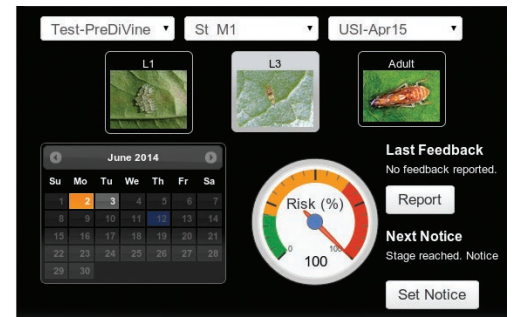 Test-PreDiVine
St M1
USI-Apr15
L1
L3
Adult
June 2014
Su Mo Tu We Th Fr Sa
1 2 3 4 5 6 7
8 9 10 11 12 13 14
15 16 17 18 19 20 21
22 23 24 25 26 27 28
29 30
Risk (%)
0 100
100
Last Feedback
No feedback reported.
Report
Next Notice
Stage reached. Notice
Set Notice